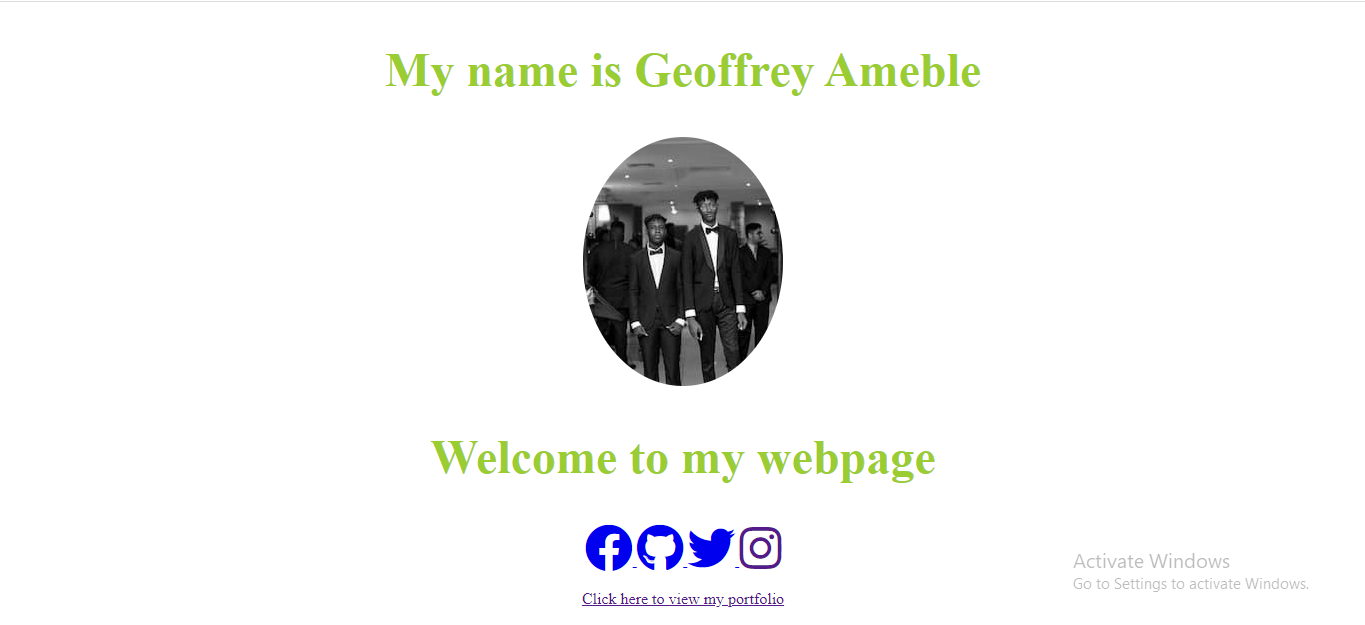 My name is Geoffrey Ameble
Welcome to my webpage
Activate Windows
Go to Settings to activate Windows.
Click here to view my portfolio